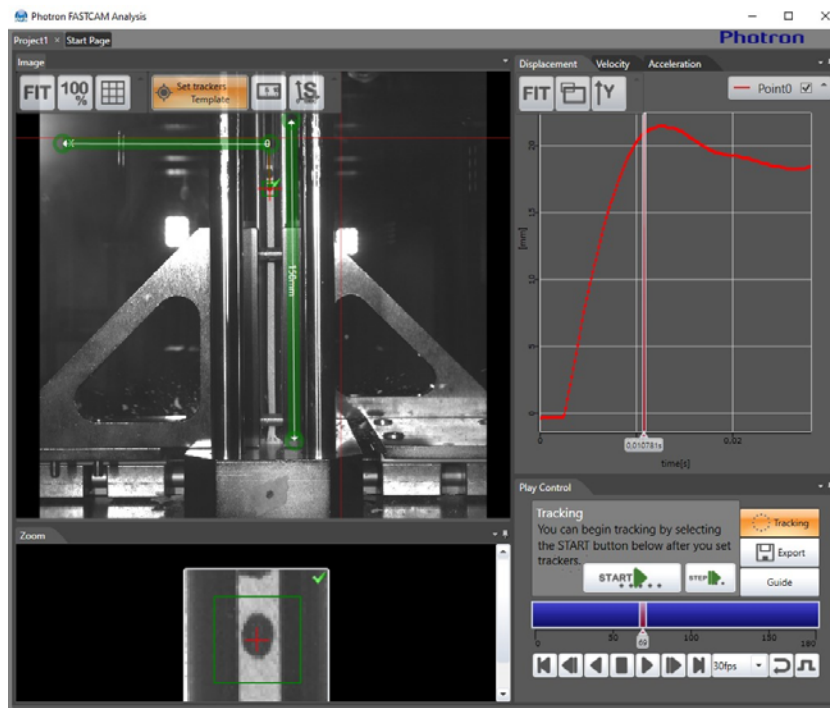 Photron FASTCAM Analysis
Project1 × Start Page
Photron
Image
FIT 100 % Set trackers Template
150mm
Displacement Velocity Acceleration
FIT Y Point0
20
15
10
5
0
[mm]
0 0,010781s 0,02
time[s]
Play Control
Tracking
You can begin tracking by selecting
the START button below after you set
trackers.
START STEP
Tracking
Export
Guide
0 50 69 100 150 180
30fps
Zoom